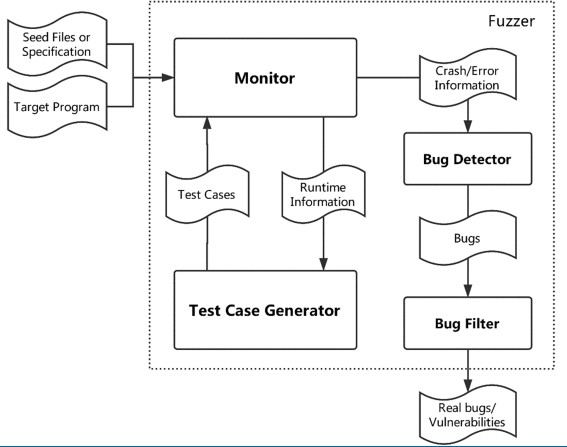 Fuzzer
Seed Files or
Specification
Target Program
Monitor
Crash/Error
Information
Bug Detector
Test Cases
Runtime
Information
Bugs
Test Case Generator
Bug Filter
Real bugs/
Vulnerabilities